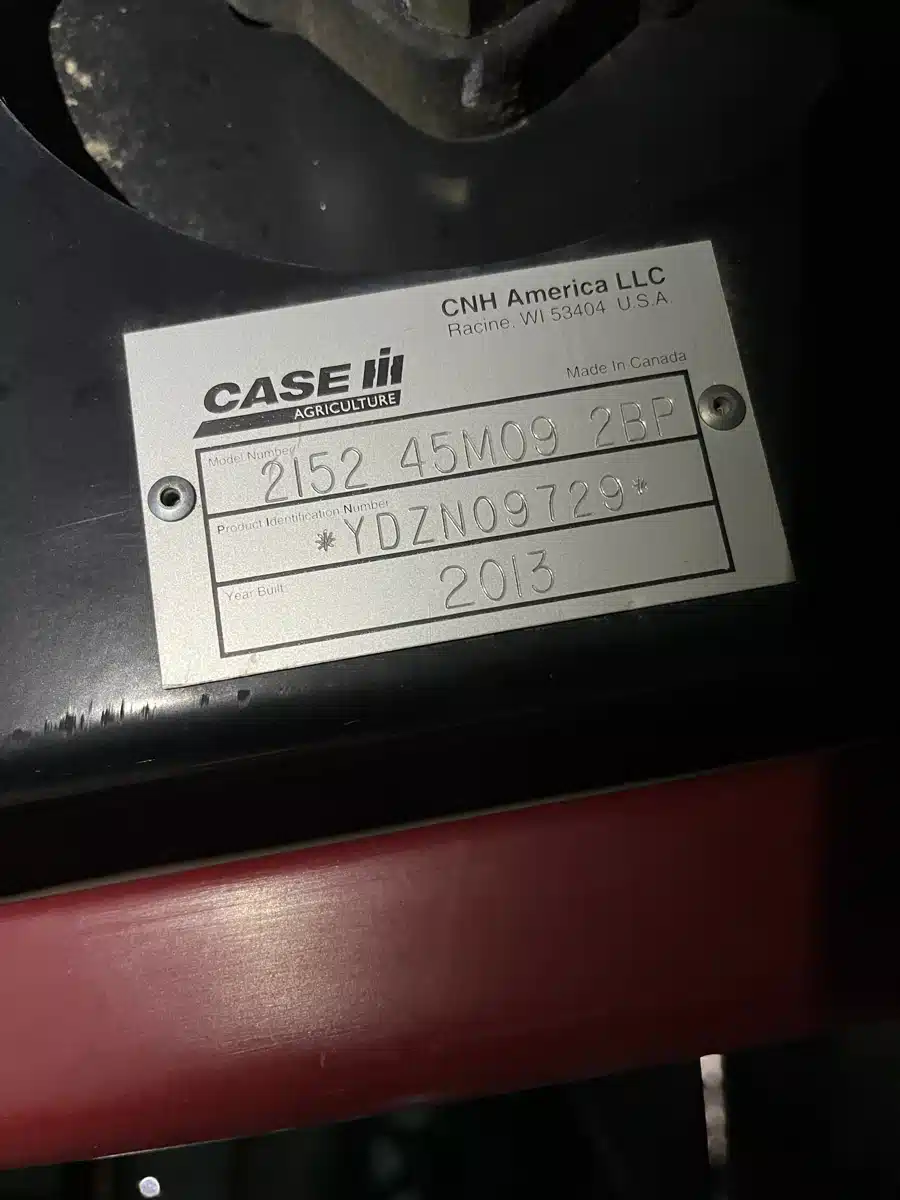 CNH America LLC
Racine, WI 53404 U.S.A.
CASE IH
AGRICULTURE
Made In Canada
Model Number
2152 45M09 2BP
Product Identification Number
*YDZN09729*
Year Built
2013